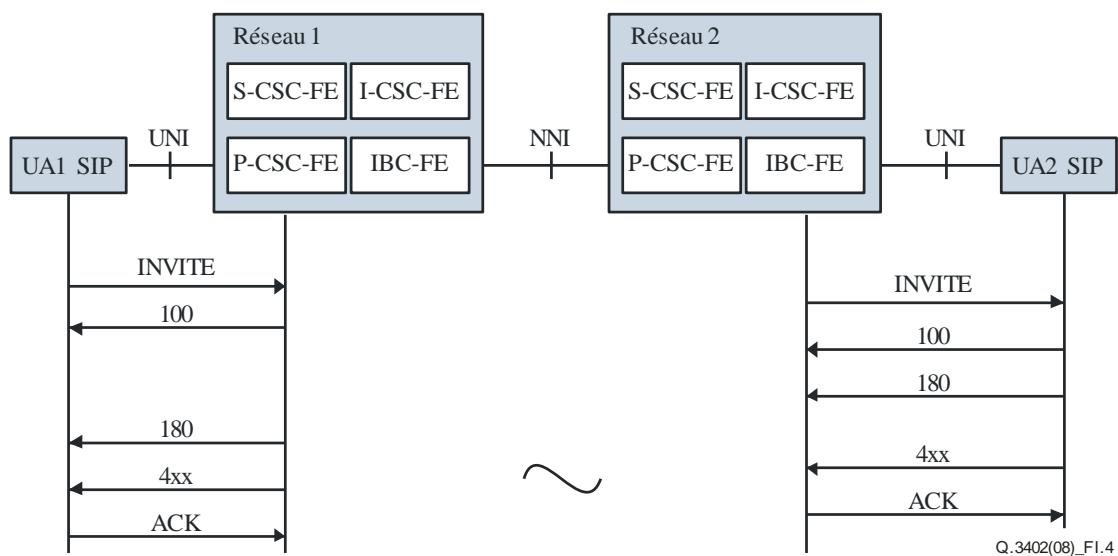 Réseau 1
Réseau 2
S-CSC-FE I-CSC-FE
S-CSC-FE I-CSC-FE
UNI
NNI
UNI
UA1 SIP
P-CSC-FE IBC-FE
P-CSC-FE IBC-FE
UA2 SIP
INVITE
100
180
4xx
ACK
INVITE
100
180
4xx
ACK
Q.3402(08)_FI.4